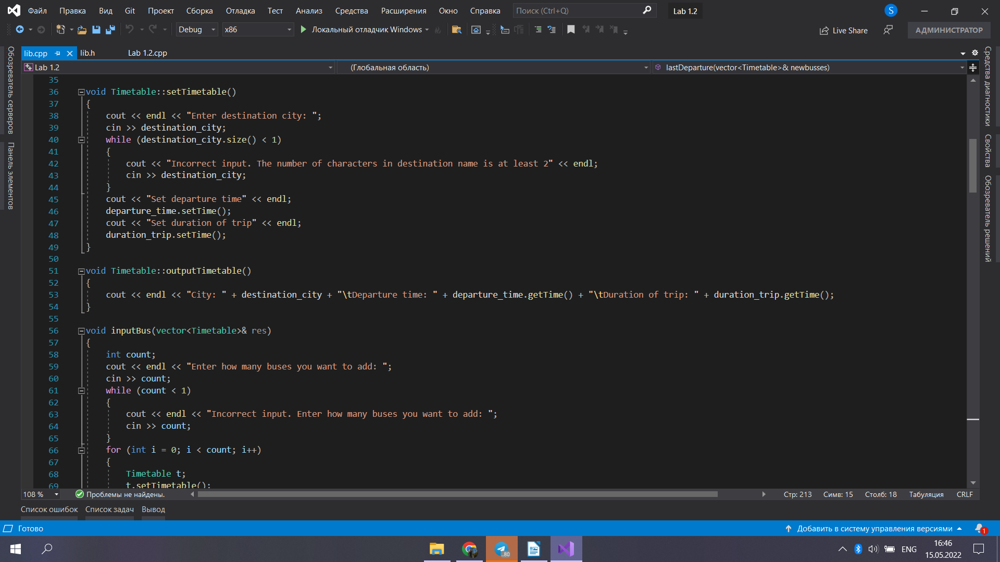 Файл Правка Вид Git Проект Сборка Отладка Тест Анализ Средства Расширения Окно Справка Поиск (Ctrl+Q) Lab 1.2 S
Debug x86 Локальный отладчик Windows Live Share АДМИНИСТРАТОР
lib.cpp lib.h Lab 1.2.cpp
Lab 1.2 (Глобальная область) lastDeparture(vector<Timetable>& newbusses)
Обозреватель серверов
Панель элементов
35
36 void Timetable::setTimetable()
37 {
38 cout << endl << "Enter destination city: ";
39 cin >> destination_city;
40 while (destination_city.size() < 1)
41 {
42 cout << "Incorrect input. The number of characters in destination name is at least 2" << endl;
43 cin >> destination_city;
44 }
45 cout << "Set departure time" << endl;
46 departure_time.setTime();
47 cout << "Set duration of trip" << endl;
48 duration_trip.setTime();
49 }
50
51 void Timetable::outputTimetable()
52 {
53 cout << endl << "City: " + destination_city + "\tDeparture time: " + departure_time.getTime() + "\tDuration of trip: " + duration_trip.getTime();
54 }
55
56 void inputBus(vector<Timetable>& res)
57 {
58 int count;
59 cout << endl << "Enter how many buses you want to add: ";
60 cin >> count;
61 while (count < 1)
62 {
63 cout << endl << "Incorrect input. Enter how many buses you want to add: ";
64 cin >> count;
65 }
66 for (int i = 0; i < count; i++)
67 {
68 Timetable t;
69 t.setTimetable();
Средства диагностики
Свойства
Обозреватель решений
108 % Проблемы не найдены. Стр: 213 Симв: 15 Столб: 18 Табуляция CRLF
Список ошибок Список задач Вывод
Готово Добавить в систему управления версиями 1
..80 ENG 16:46
15.05.2022